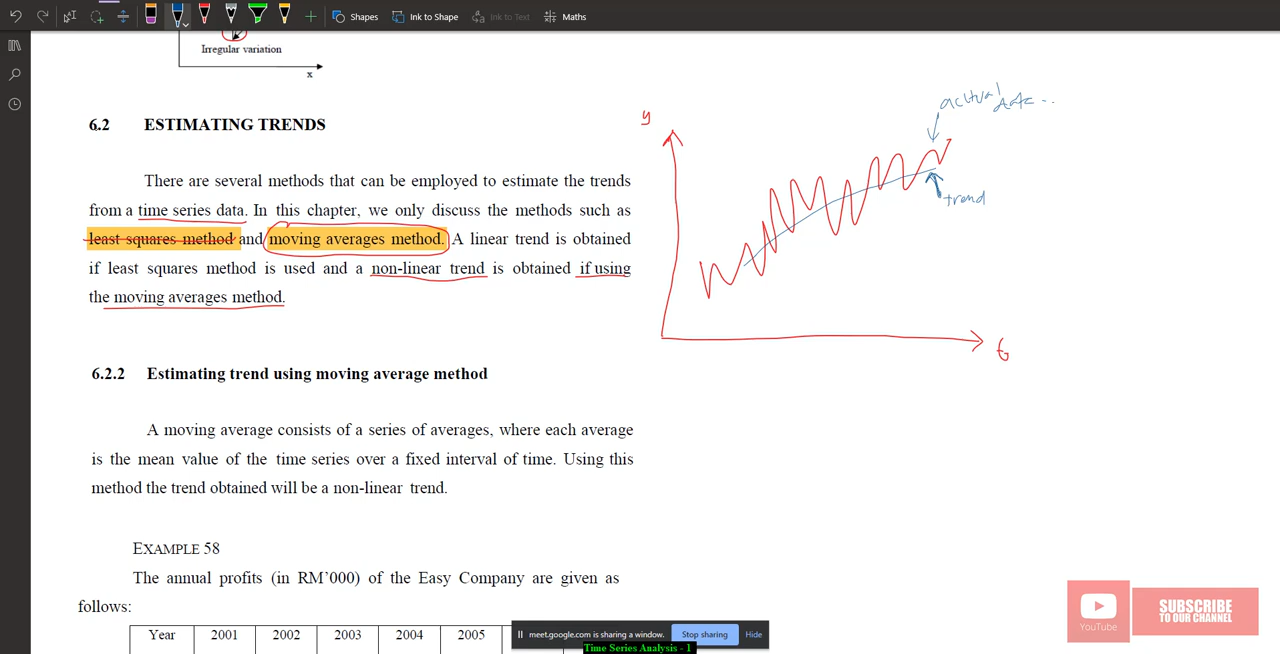 Shapes
Ink to Shape
Ink to Text
Maths
Irregular variation
x
6.2 ESTIMATING TRENDS
There are several methods that can be employed to estimate the trends
from a time series data. In this chapter, we only discuss the methods such as
least squares method and moving averages method. A linear trend is obtained
if least squares method is used and a non-linear trend is obtained if using
the moving averages method.
y
actual
trend
t
6.2.2 Estimating trend using moving average method
A moving average consists of a series of averages, where each average
is the mean value of the time series over a fixed interval of time. Using this
method the trend obtained will be a non-linear trend.
EXAMPLE 58
The annual profits (in RM’000) of the Easy Company are given as
follows:
Year 2001 2002 2003 2004 2005
meet.google.com is sharing a window. Stop sharing Hide
Time Series Analysis - 1
YouTube
SUBSCRIBE
TO OUR CHANNEL